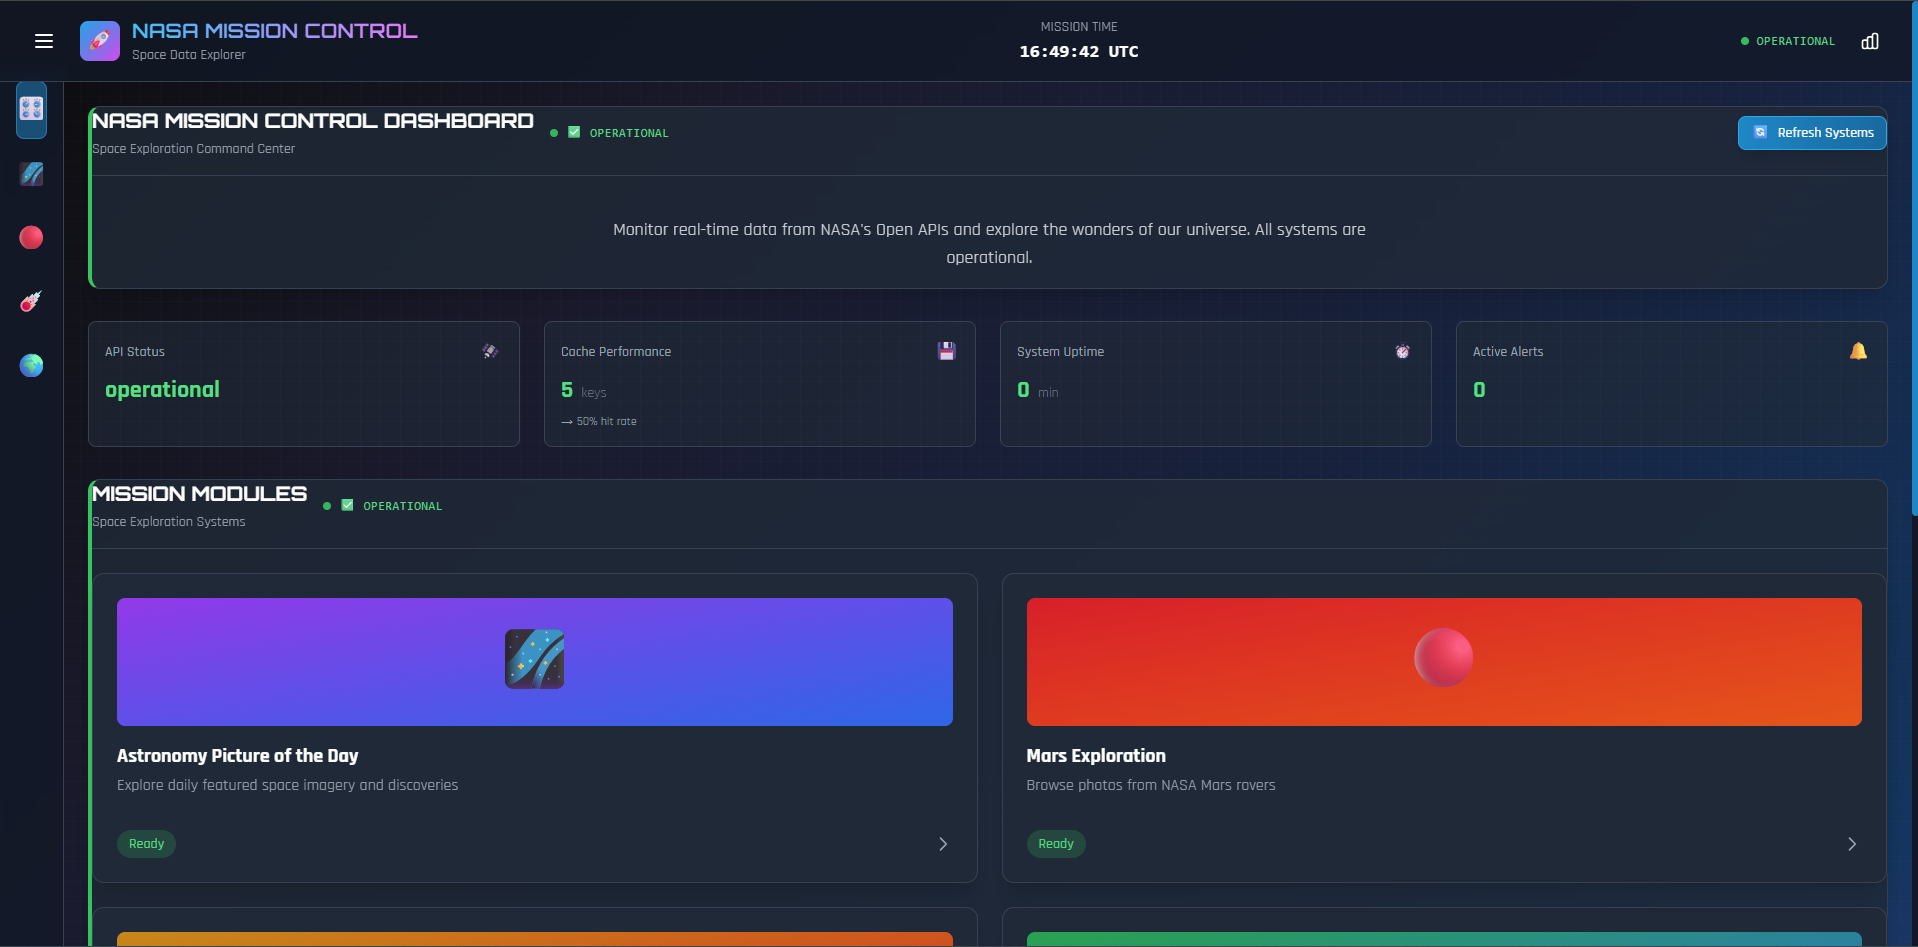 NASA MISSION CONTROL
Space Data Explorer
MISSION TIME
16:49:42 UTC
OPERATIONAL
NASA MISSION CONTROL DASHBOARD
OPERATIONAL
Space Exploration Command Center
Refresh Systems
Monitor real-time data from NASA's Open APIs and explore the wonders of our universe. All systems are
operational.
API Status
operational
Cache Performance
5 keys
→ 50% hit rate
System Uptime
0 min
Active Alerts
0
MISSION MODULES
OPERATIONAL
Space Exploration Systems
Astronomy Picture of the Day
Explore daily featured space imagery and discoveries
Ready
Mars Exploration
Browse photos from NASA Mars rovers
Ready